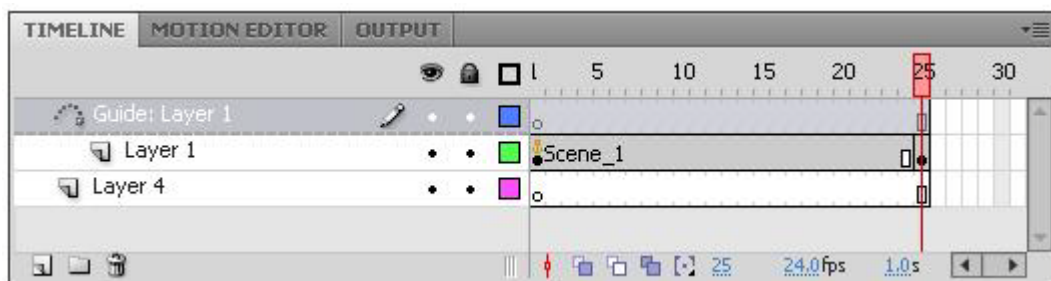 TIMELINE MOTION EDITOR OUTPUT
1 5 10 15 20 25 30
Guide: Layer 1
Layer 1 Scene_1
Layer 4
25 24.0fps 1.0s